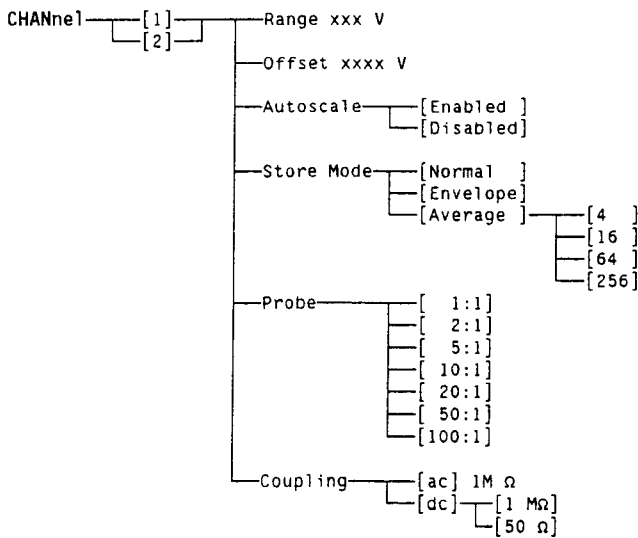 CHANnel [1] Range xxx V
[2]
Offset xxxx V
Autoscale [Enabled ]
[Disabled]
Store Mode [Normal ]
[Envelope]
[Average ] [4 ]
[16 ]
[64 ]
[256]
Probe [ 1:1]
[ 2:1]
[ 5:1]
[ 10:1]
[ 20:1]
[ 50:1]
[100:1]
Coupling [ac] 1M Ω
[dc] [1 MΩ]
[50 Ω]